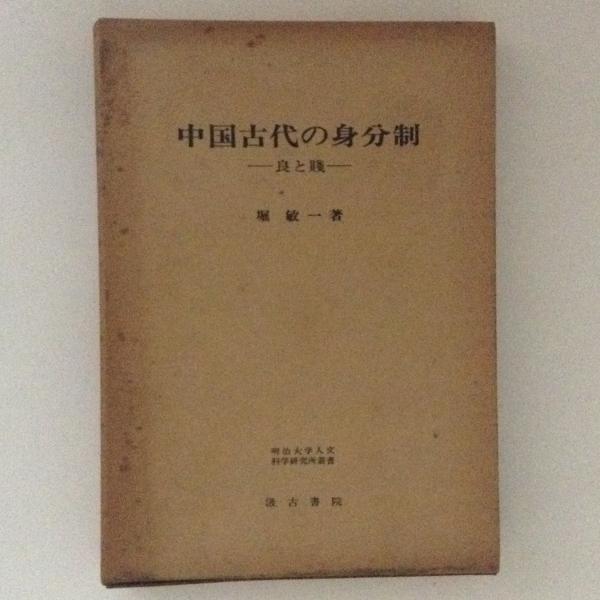 中国古代の身分制
―良と賤―
堀 敏一 著
明治大学人文
科学研究所叢書
汲古書院